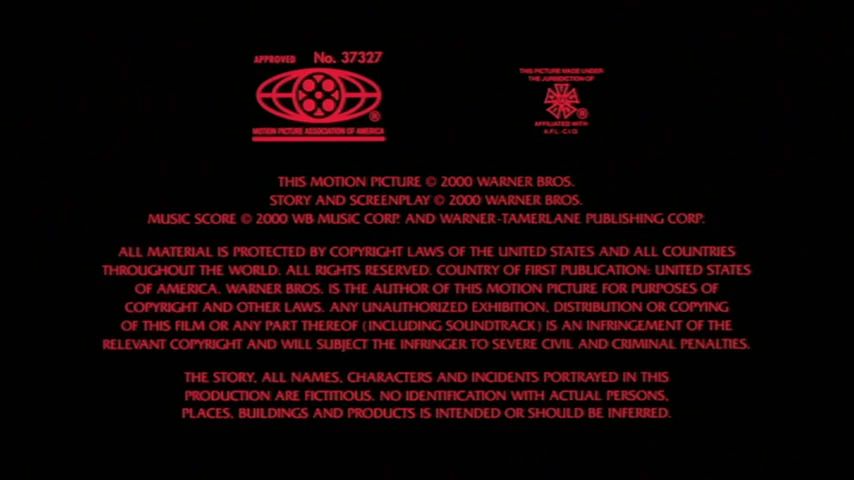 APPROVED No. 37327
MOTION PICTURE ASSOCIATION OF AMERICA
THIS PICTURE MADE UNDER
THE JURISDICTION OF
AFFILIATED WITH
A.F.L.-C.I.O.
THIS MOTION PICTURE © 2000 WARNER BROS.
STORY AND SCREENPLAY © 2000 WARNER BROS.
MUSIC SCORE © 2000 WB MUSIC CORP. AND WARNER-TAMERLANE PUBLISHING CORP.
ALL MATERIAL IS PROTECTED BY COPYRIGHT LAWS OF THE UNITED STATES AND ALL COUNTRIES
THROUGHOUT THE WORLD. ALL RIGHTS RESERVED. COUNTRY OF FIRST PUBLICATION: UNITED STATES
OF AMERICA. WARNER BROS. IS THE AUTHOR OF THIS MOTION PICTURE FOR PURPOSES OF
COPYRIGHT AND OTHER LAWS. ANY UNAUTHORIZED EXHIBITION, DISTRIBUTION OR COPYING
OF THIS FILM OR ANY PART THEREOF (INCLUDING SOUNDTRACK) IS AN INFRINGEMENT OF THE
RELEVANT COPYRIGHT AND WILL SUBJECT THE INFRINGER TO SEVERE CIVIL AND CRIMINAL PENALTIES.
THE STORY, ALL NAMES, CHARACTERS AND INCIDENTS PORTRAYED IN THIS
PRODUCTION ARE FICTITIOUS. NO IDENTIFICATION WITH ACTUAL PERSONS,
PLACES, BUILDINGS AND PRODUCTS IS INTENDED OR SHOULD BE INFERRED.